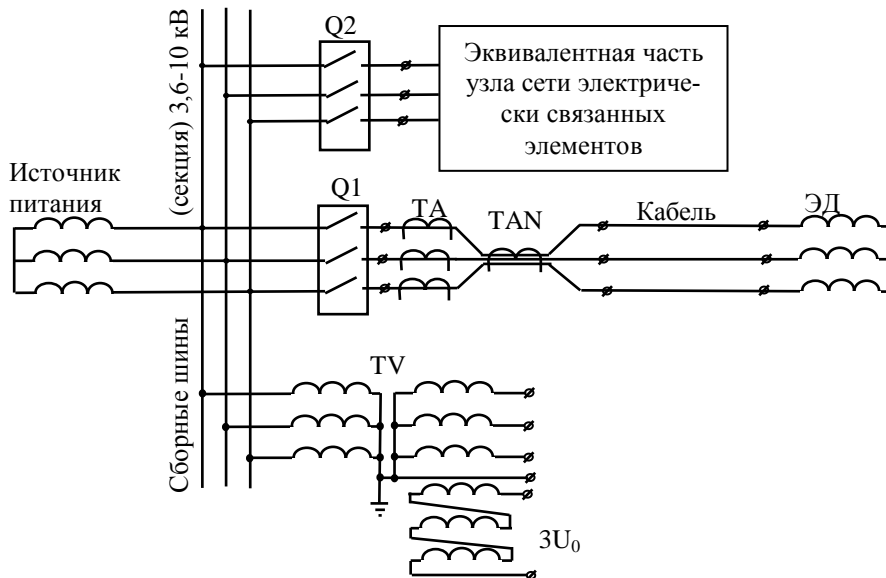 Q2
Эквивалентная часть
узла сети электриче-
ски связанных
элементов
(секция) 3,6-10 кВ
Источник
питания
Q1
TA
TAN
Кабель
ЭД
Сборные шины
TV
3U₀